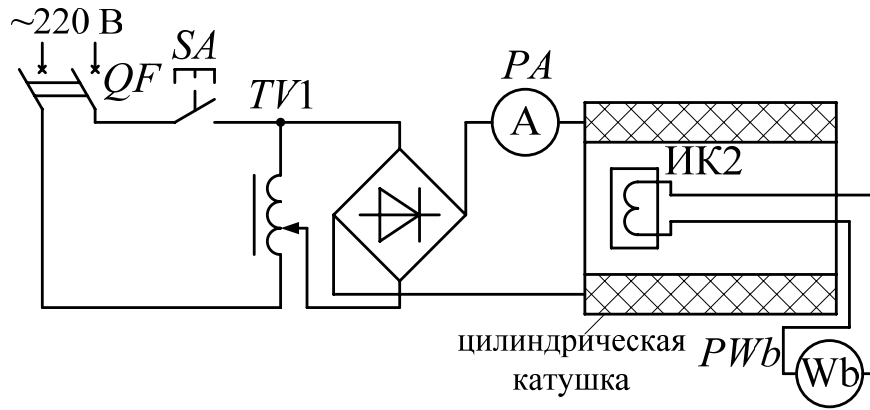 ~220 В
QF
SA
TV1
PA
A
ИК2
цилиндрическая
катушка
PWb
Wb